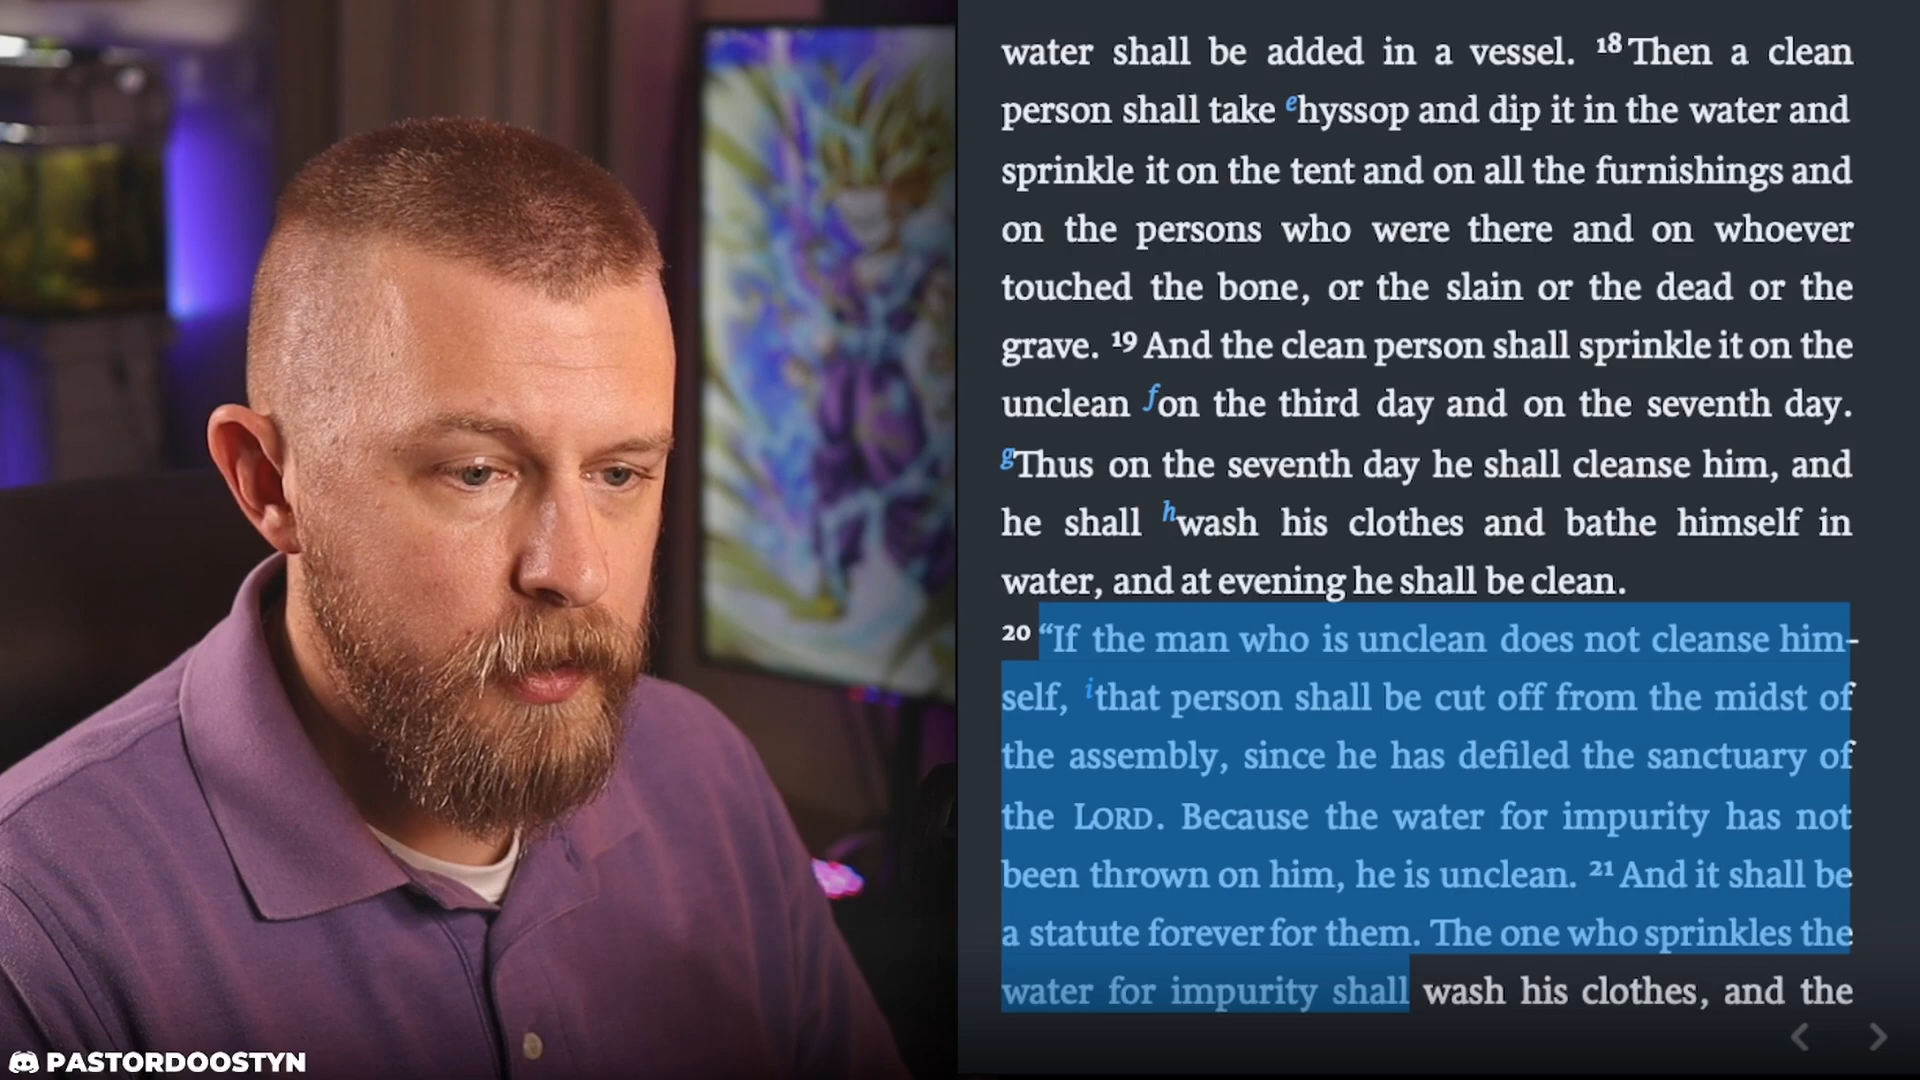 water shall be added in a vessel. 18 Then a clean
person shall take e hyssop and dip it in the water and
sprinkle it on the tent and on all the furnishings and
on the persons who were there and on whoever
touched the bone, or the slain or the dead or the
grave. 19 And the clean person shall sprinkle it on the
unclean f on the third day and on the seventh day.
g Thus on the seventh day he shall cleanse him, and
he shall h wash his clothes and bathe himself in
water, and at evening he shall be clean.
20 “If the man who is unclean does not cleanse him-
self, i that person shall be cut off from the midst of
the assembly, since he has defiled the sanctuary of
the LORD. Because the water for impurity has not
been thrown on him, he is unclean. 21 And it shall be
a statute forever for them. The one who sprinkles the
water for impurity shall wash his clothes, and the
PASTORDOOSTYN